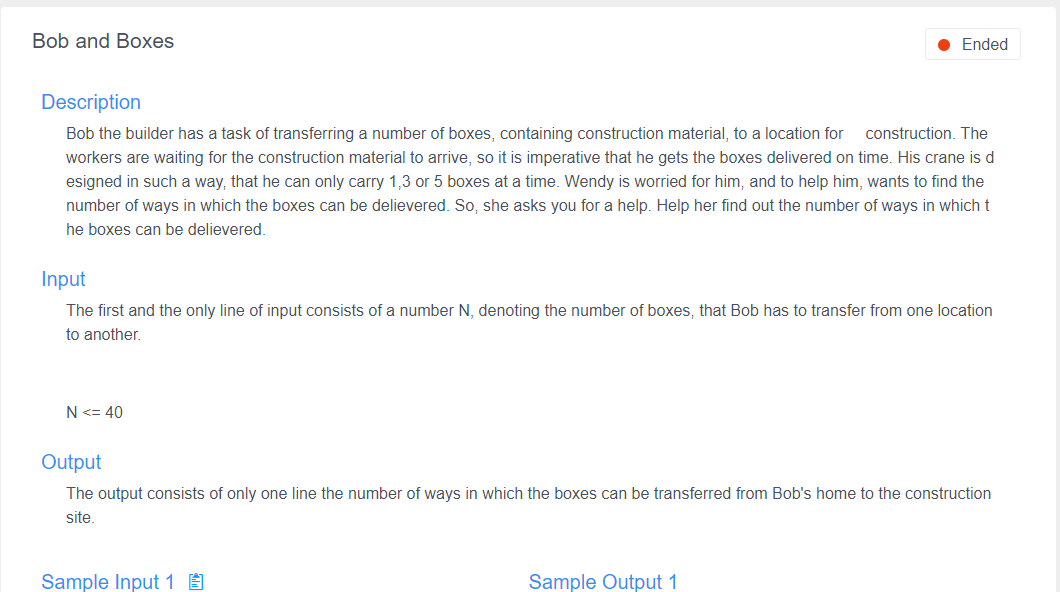 Bob and Boxes
Ended
Description
Bob the builder has a task of transferring a number of boxes, containing construction material, to a location for construction. The
workers are waiting for the construction material to arrive, so it is imperative that he gets the boxes delivered on time. His crane is d
esigned in such a way, that he can only carry 1,3 or 5 boxes at a time. Wendy is worried for him, and to help him, wants to find the
number of ways in which the boxes can be delievered. So, she asks you for a help. Help her find out the number of ways in which t
he boxes can be delievered.
Input
The first and the only line of input consists of a number N, denoting the number of boxes, that Bob has to transfer from one location
to another.
N <= 40
Output
The output consists of only one line the number of ways in which the boxes can be transferred from Bob's home to the construction
site.
Sample Input 1
Sample Output 1